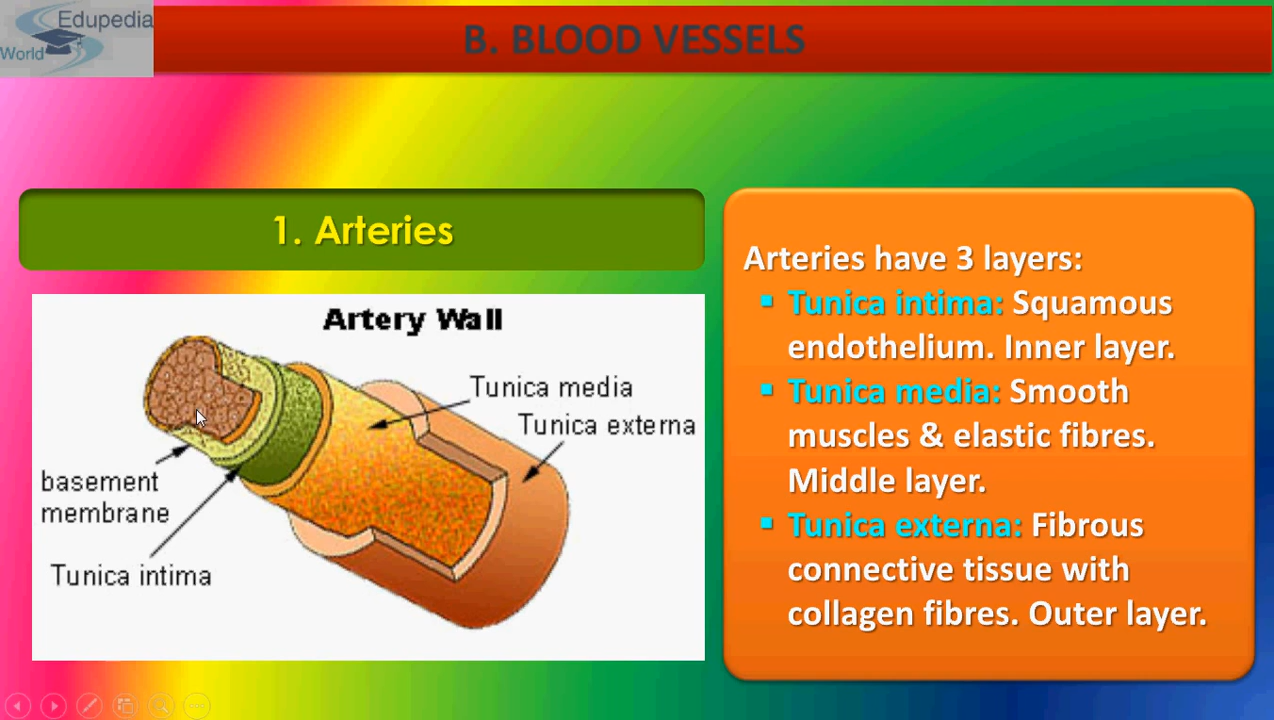 Edupedia
World
B. BLOOD VESSELS
1. Arteries
Artery Wall
Tunica media
Tunica externa
basement
membrane
Tunica intima
Arteries have 3 layers:
▪ Tunica intima: Squamous
endothelium. Inner layer.
▪ Tunica media: Smooth
muscles & elastic fibres.
Middle layer.
▪ Tunica externa: Fibrous
connective tissue with
collagen fibres. Outer layer.